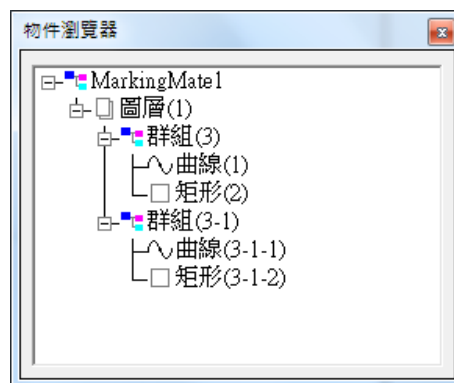 物件瀏覽器
MarkingMate1
圖層(1)
群組(3)
曲線(1)
矩形(2)
群組(3-1)
曲線(3-1-1)
矩形(3-1-2)